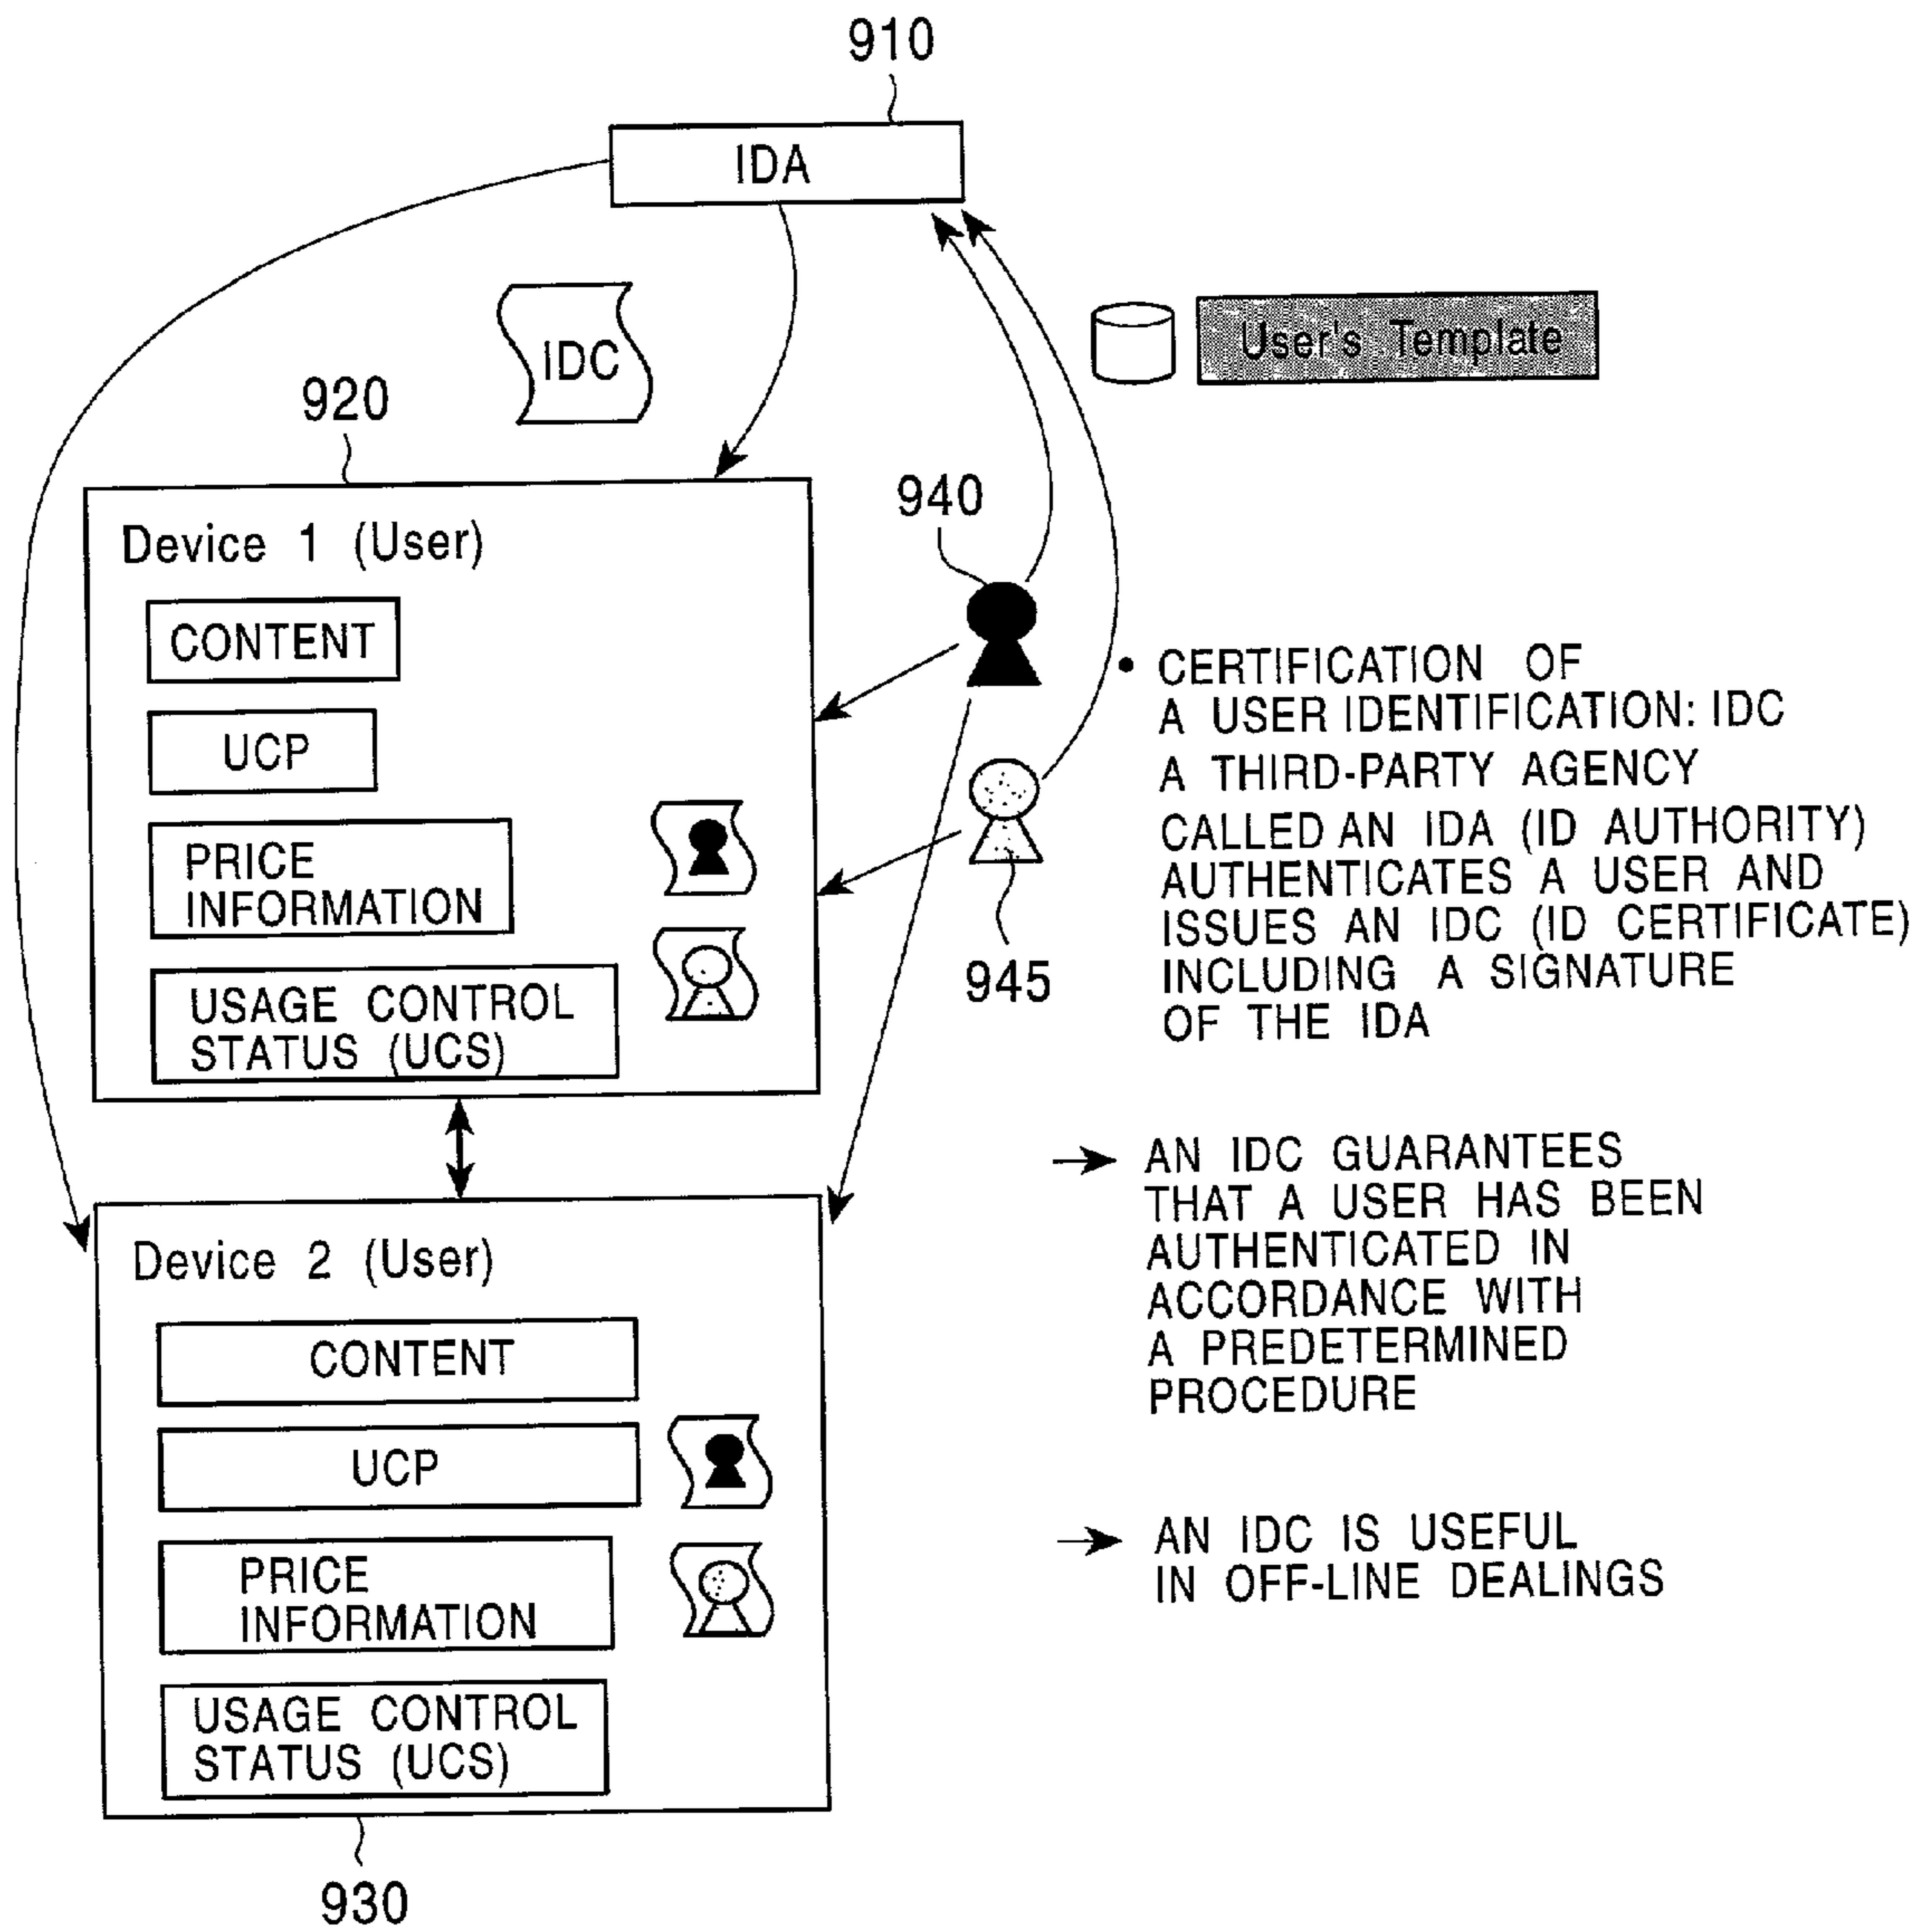 910
IDA
IDC
User's Template
920
940
Device 1 (User)
CONTENT
UCP
PRICE
INFORMATION
USAGE CONTROL
STATUS (UCS)
945
• CERTIFICATION OF
A USER IDENTIFICATION: IDC
A THIRD-PARTY AGENCY
CALLED AN IDA (ID AUTHORITY)
AUTHENTICATES A USER AND
ISSUES AN IDC (ID CERTIFICATE)
INCLUDING A SIGNATURE
OF THE IDA
→ AN IDC GUARANTEES
THAT A USER HAS BEEN
AUTHENTICATED IN
ACCORDANCE WITH
A PREDETERMINED
PROCEDURE
→ AN IDC IS USEFUL
IN OFF-LINE DEALINGS
Device 2 (User)
CONTENT
UCP
PRICE
INFORMATION
USAGE CONTROL
STATUS (UCS)
930